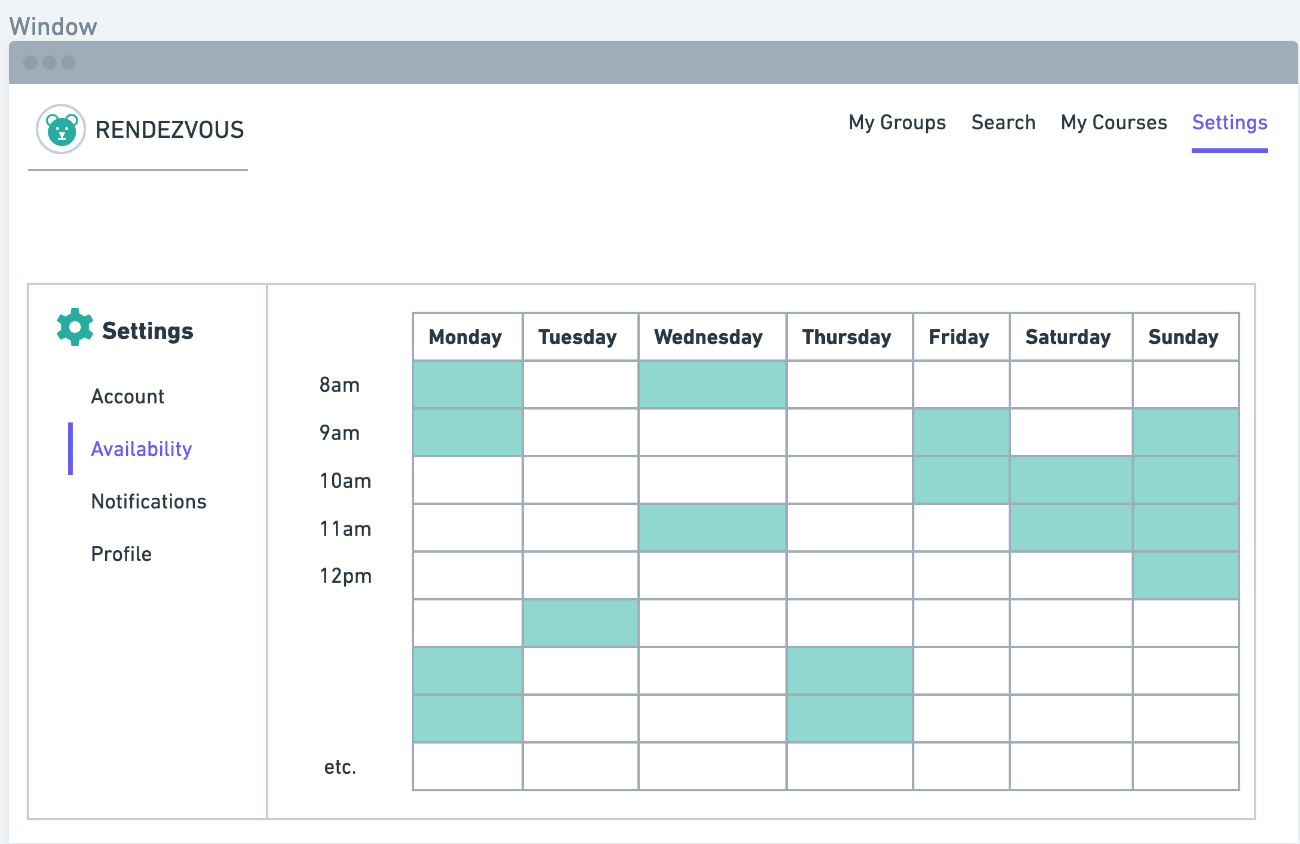 Window
RENDEZVOUS
My Groups Search My Courses Settings
Settings
Account
Availability
Notifications
Profile
Monday Tuesday Wednesday Thursday Friday Saturday Sunday
8am
9am
10am
11am
12pm
etc.